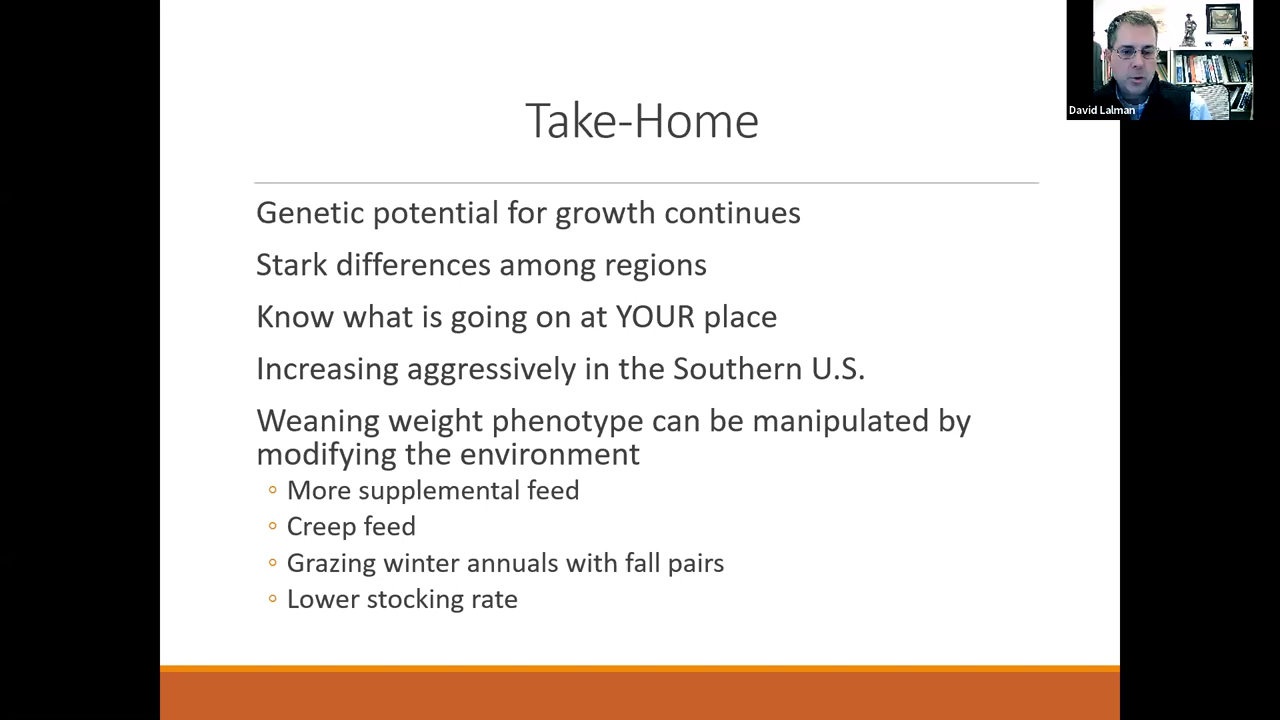 Take-Home
Genetic potential for growth continues
Stark differences among regions
Know what is going on at YOUR place
Increasing aggressively in the Southern U.S.
Weaning weight phenotype can be manipulated by
modifying the environment
◦ More supplemental feed
◦ Creep feed
◦ Grazing winter annuals with fall pairs
◦ Lower stocking rate
David Lalman